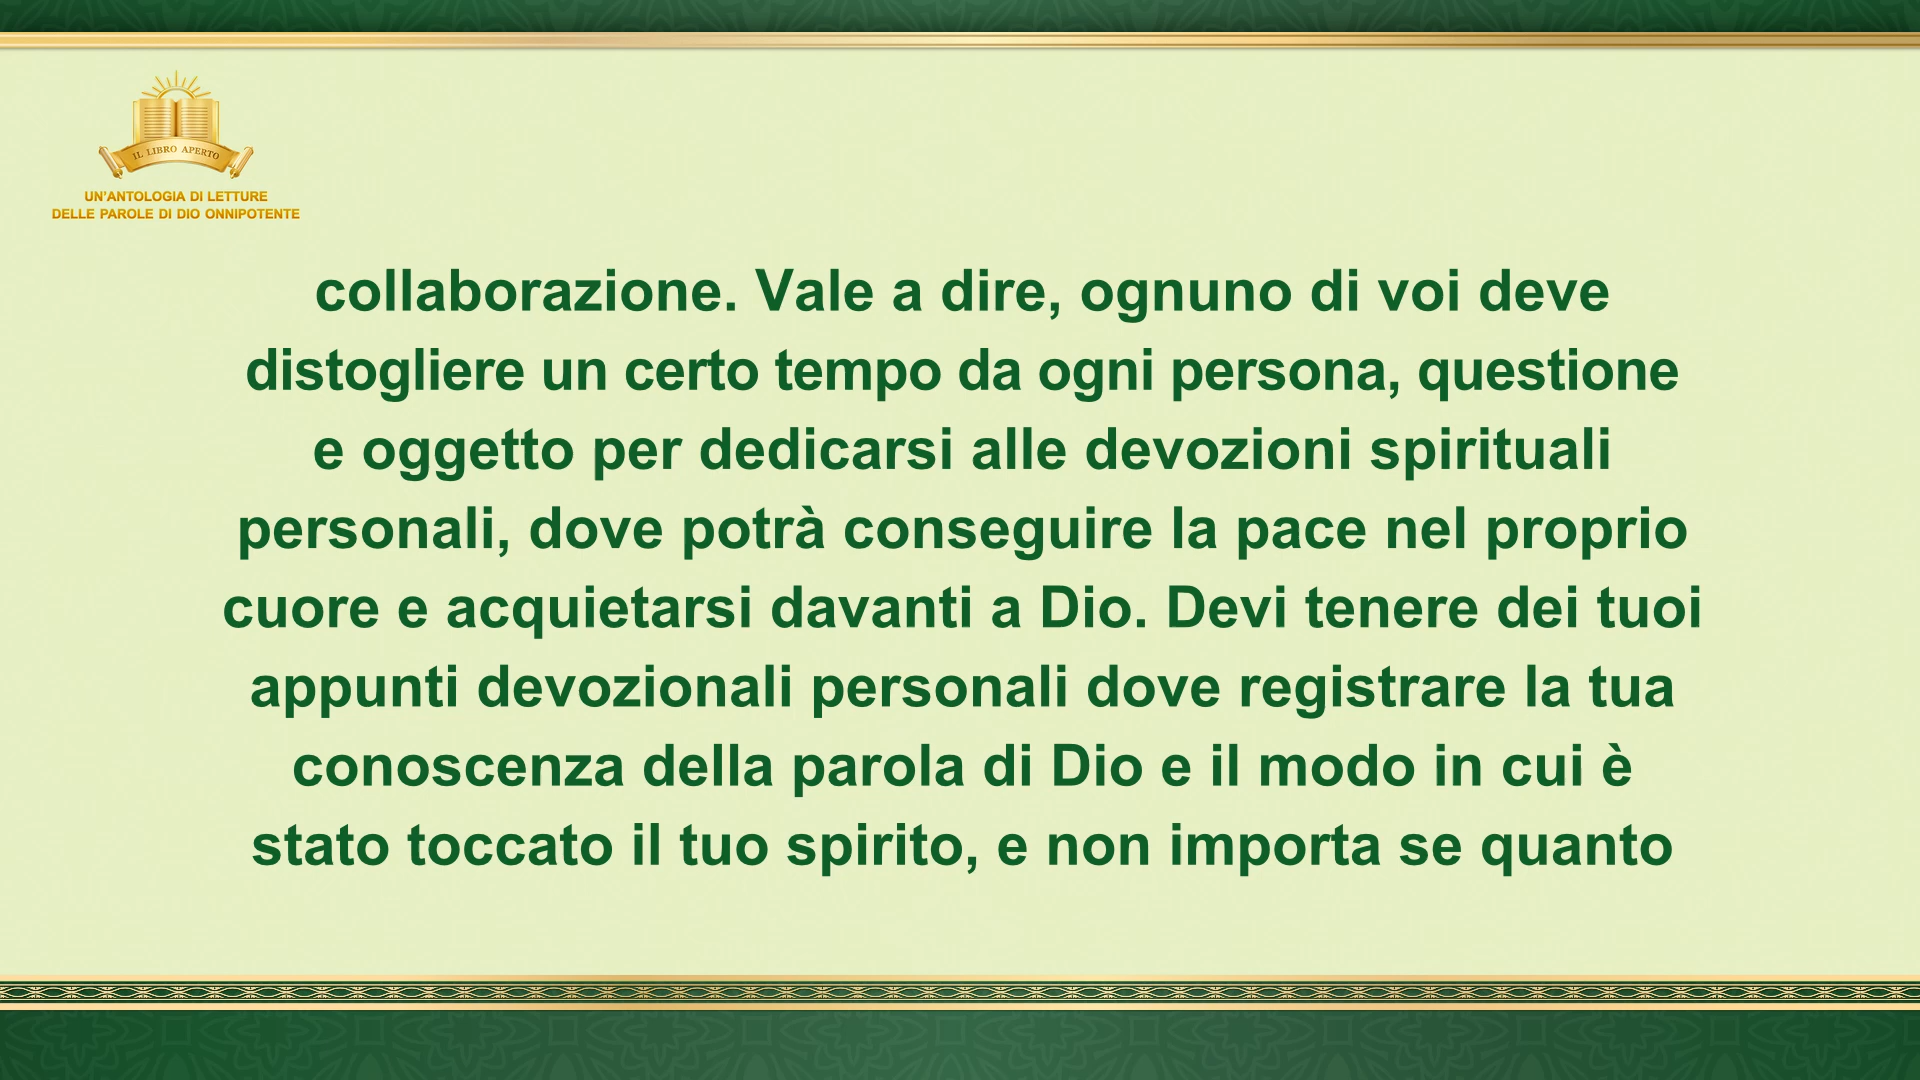 IL LIBRO APERTO
UN'ANTOLOGIA DI LETTURE
DELLE PAROLE DI DIO ONNIPOTENTE
collaborazione. Vale a dire, ognuno di voi deve
distogliere un certo tempo da ogni persona, questione
e oggetto per dedicarsi alle devozioni spirituali
personali, dove potrà conseguire la pace nel proprio
cuore e acquietarsi davanti a Dio. Devi tenere dei tuoi
appunti devozionali personali dove registrare la tua
conoscenza della parola di Dio e il modo in cui è
stato toccato il tuo spirito, e non importa se quanto